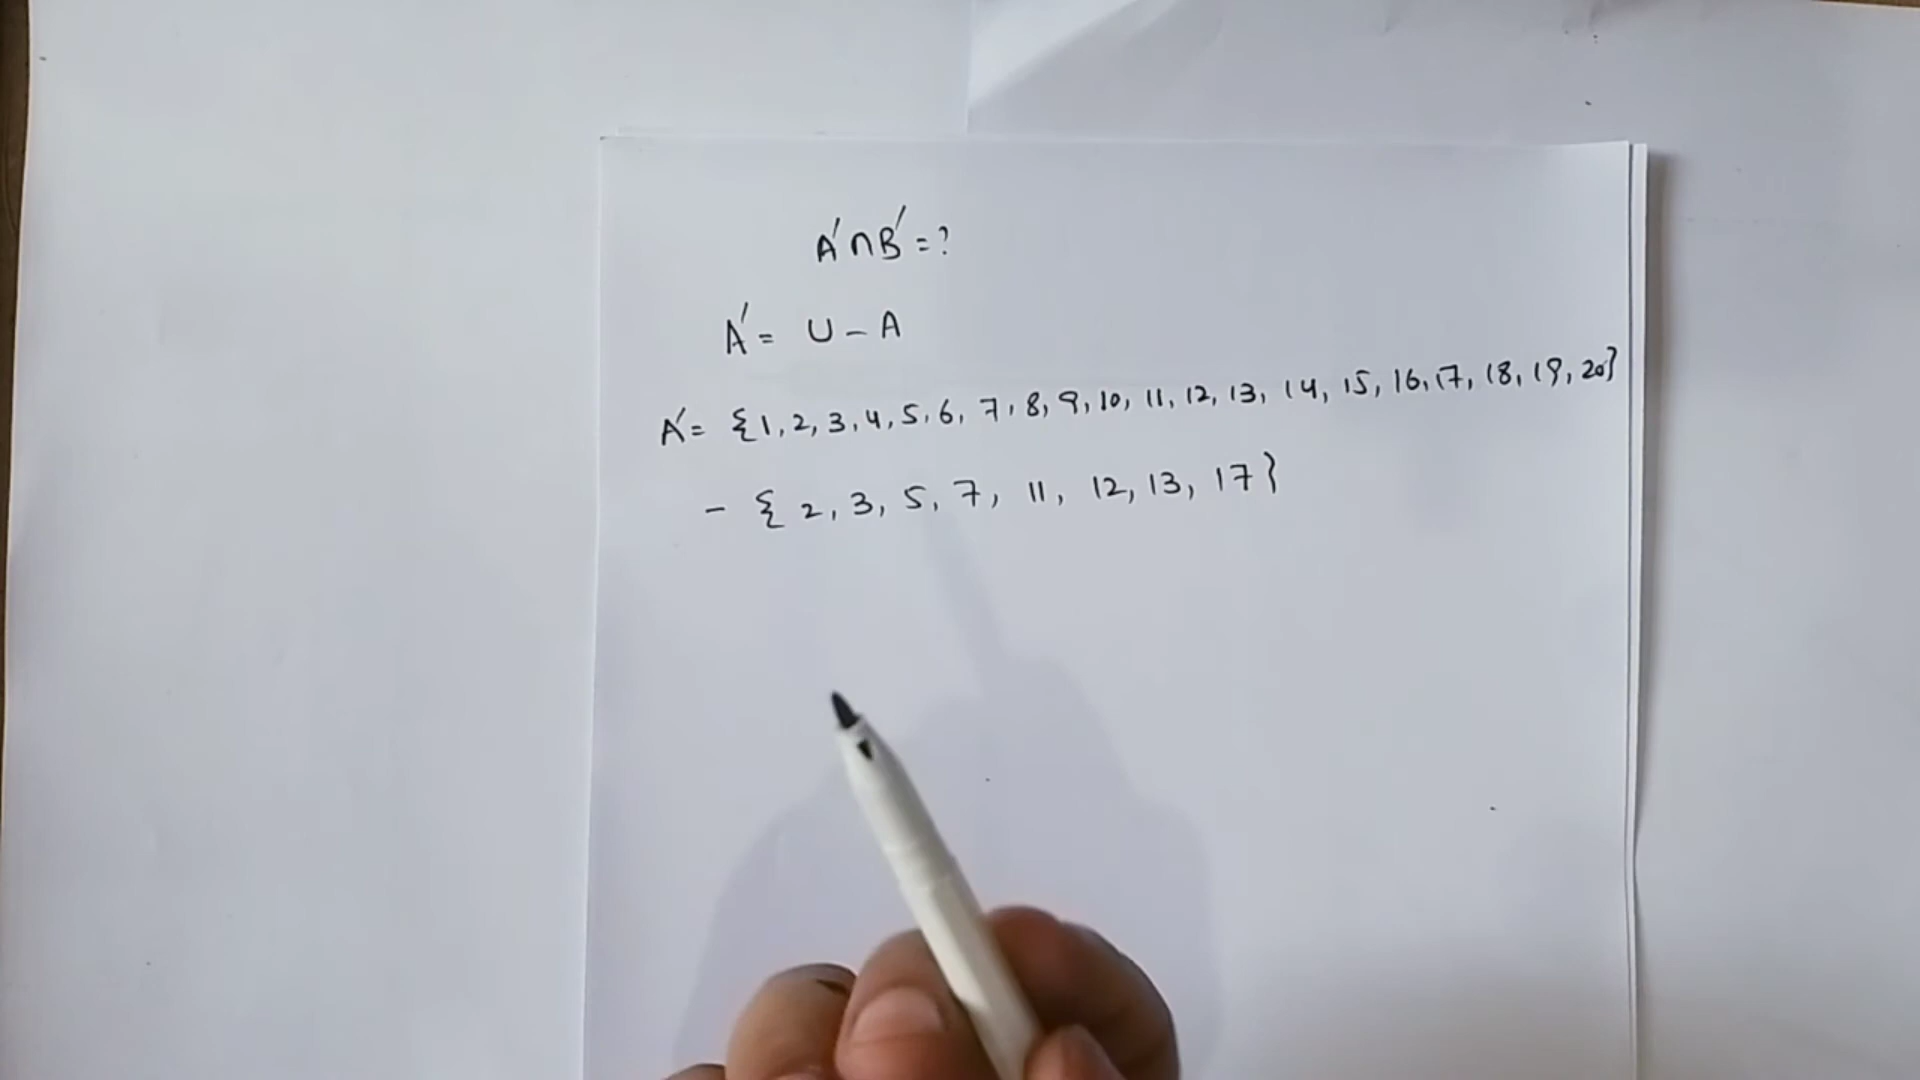 A′∩B′ = ?
A′ = U − A
A′ = {1, 2, 3, 4, 5, 6, 7, 8, 9, 10, 11, 12, 13, 14, 15, 16, 17, 18, 19, 20}
− { 2, 3, 5, 7, 11, 12, 13, 17}